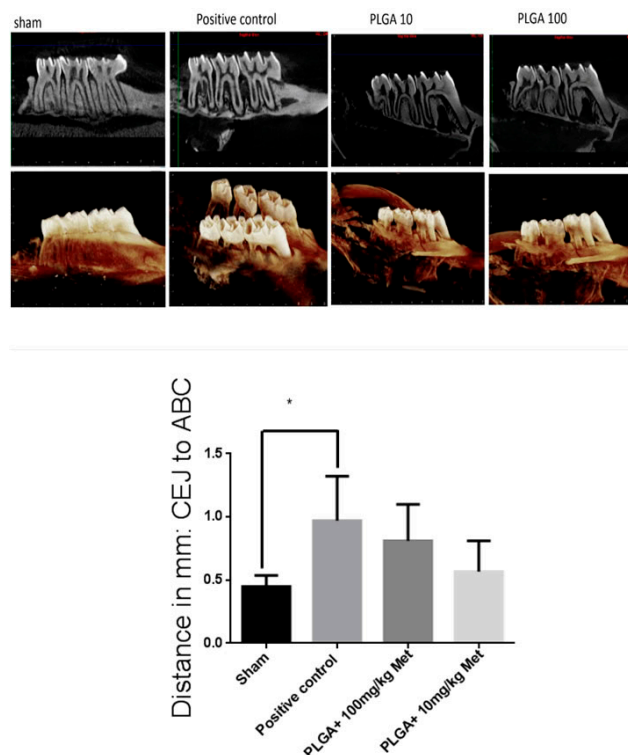 sham
Positive control
PLGA 10
PLGA 100
Distance in mm: CEJ to ABC
*
1.5
1.0
0.5
0.0
Sham
Positive control
PLGA+ 100mg/kg Met
PLGA+ 10mg/kg Met